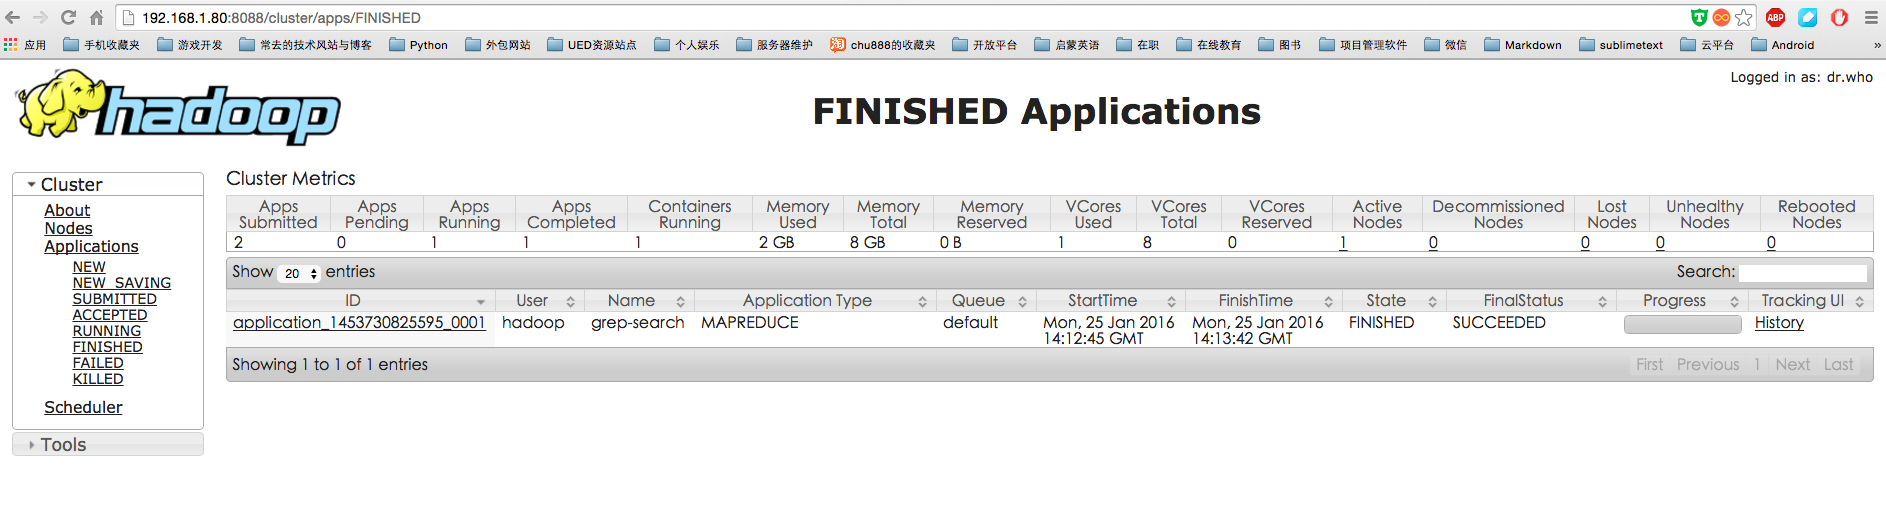 192.168.1.80:8088/cluster/apps/FINISHED
应用 手机收藏夹 游戏开发 常去的技术风站与博客 Python 外包网站 UED资源站点 个人娱乐 服务器维护 淘 chu888的收藏夹 开放平台 启蒙英语 在职 在线教育 图书 项目管理软件 微信 Markdown sublimetext 云平台 Android »
Logged in as: dr.who
hadoop
FINISHED Applications
Cluster
About
Nodes
Applications
NEW
NEW_SAVING
SUBMITTED
ACCEPTED
RUNNING
FINISHED
FAILED
KILLED
Scheduler
Tools
Cluster Metrics
Apps Submitted Apps Pending Apps Running Apps Completed Containers Running Memory Used Memory Total Memory Reserved VCores Used VCores Total VCores Reserved Active Nodes Decommissioned Nodes Lost Nodes Unhealthy Nodes Rebooted Nodes
2 0 1 1 1 2 GB 8 GB 0 B 1 8 0 1 0 0 0 0
Show 20 entries Search:
ID User Name Application Type Queue StartTime FinishTime State FinalStatus Progress Tracking UI
application_1453730825595_0001 hadoop grep-search MAPREDUCE default Mon, 25 Jan 2016 14:12:45 GMT Mon, 25 Jan 2016 14:13:42 GMT FINISHED SUCCEEDED History
Showing 1 to 1 of 1 entries First Previous 1 Next Last
ABP